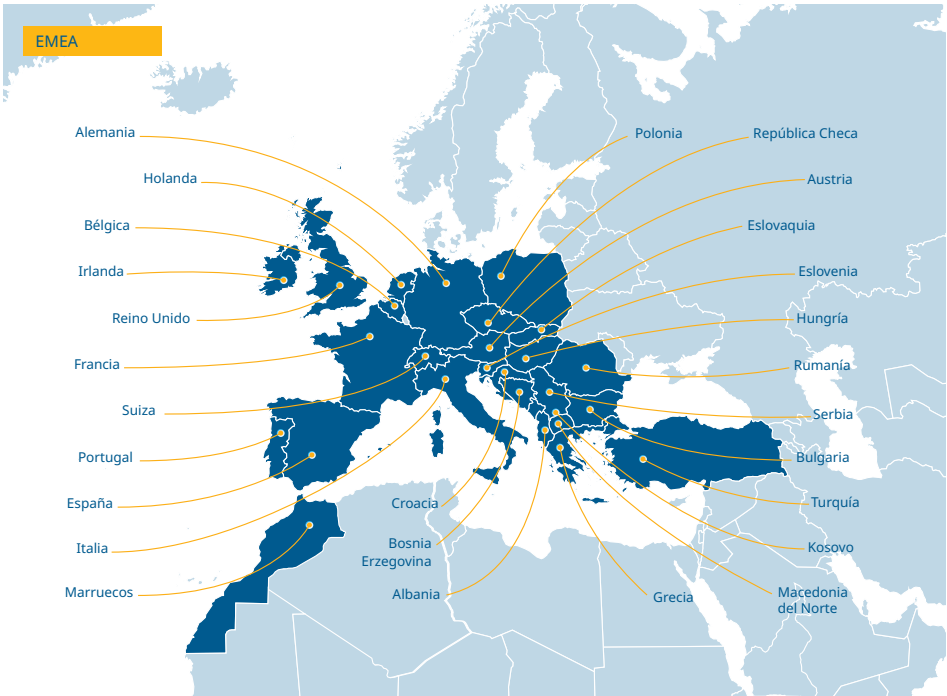 EMEA
Alemania
Holanda
Bélgica
Irlanda
Reino Unido
Francia
Suiza
Portugal
España
Italia
Marruecos
Croacia
Bosnia
Erzegovina
Albania
Polonia
República Checa
Austria
Eslovaquia
Eslovenia
Hungría
Rumanía
Serbia
Bulgaria
Turquía
Kosovo
Macedonia
del Norte
Grecia